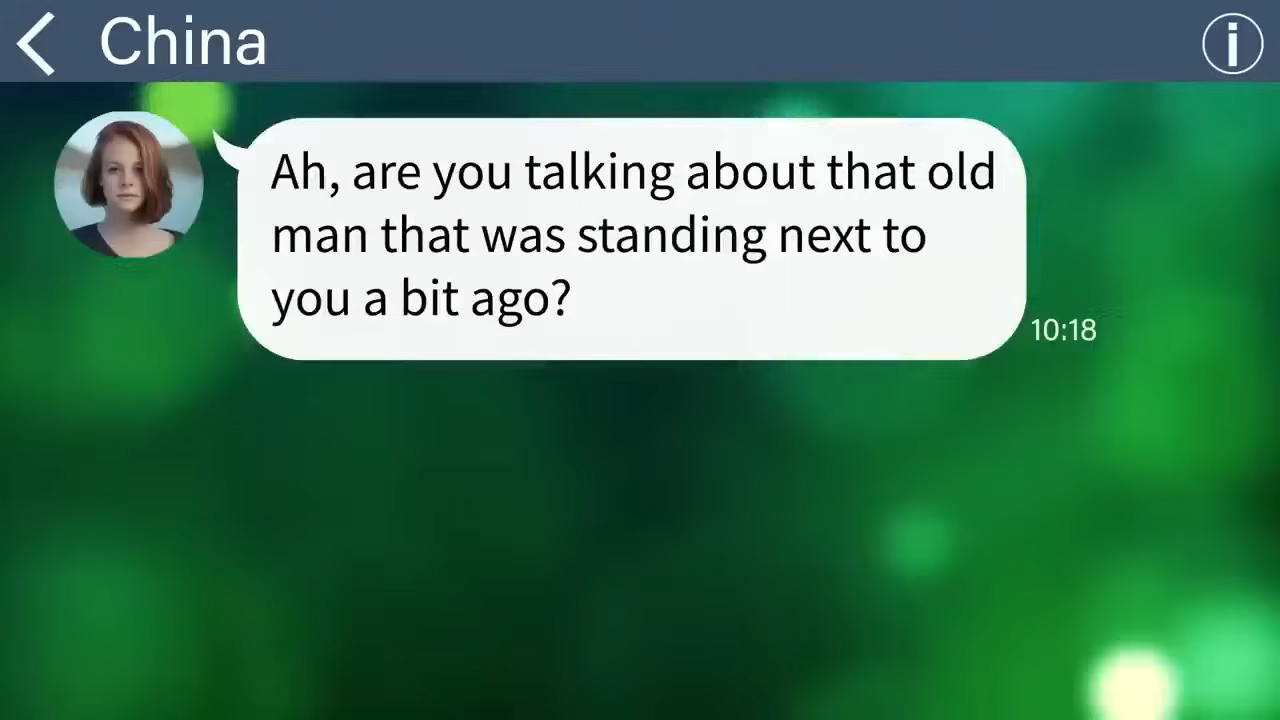 China
Ah, are you talking about that old
man that was standing next to
you a bit ago?
10:18